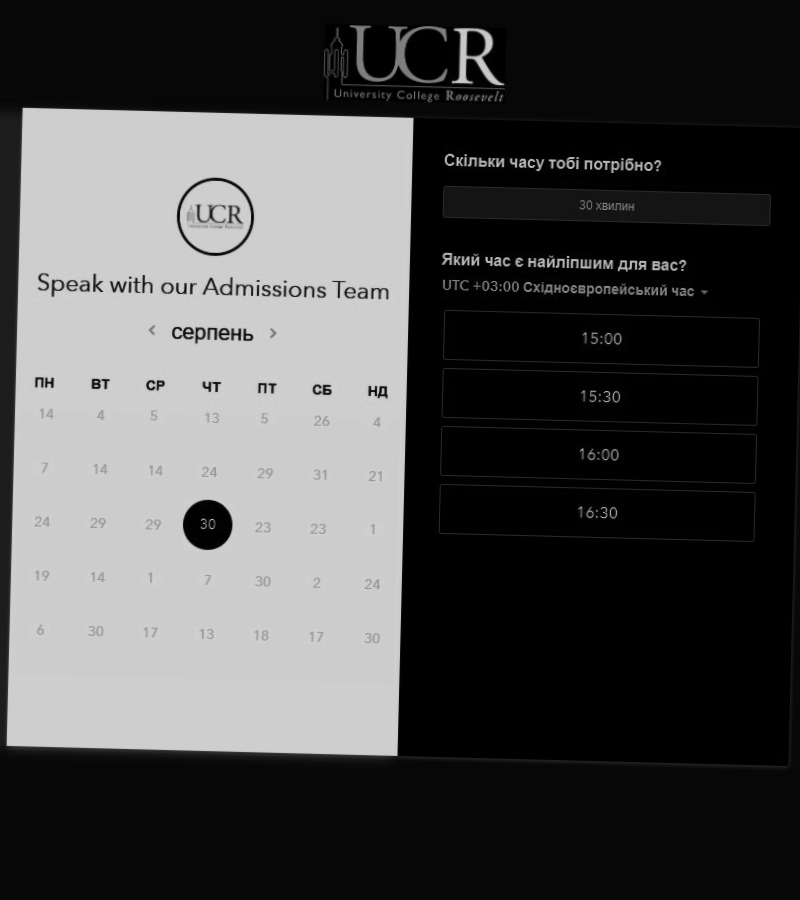 UCR
University College Roosevelt
UCR
University College Roosevelt
Speak with our Admissions Team
серпень
ПН ВТ СР ЧТ ПТ СБ НД
14 4 5 13 5 26 4
7 14 14 24 29 31 21
24 29 29 30 23 23 1
19 14 1 7 30 2 24
6 30 17 13 18 17 30
Скільки часу тобі потрібно?
30 хвилин
Який час є найліпшим для вас?
UTC +03:00 Східноєвропейський час
15:00
15:30
16:00
16:30